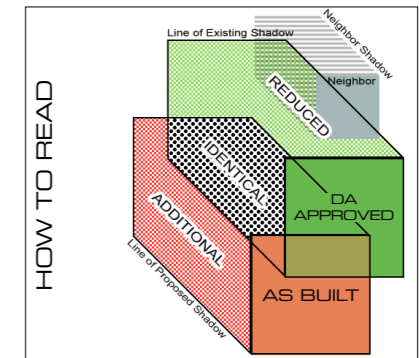 HOW TO READ
Line of Existing Shadow
Neighbor Shadow
Neighbor
REDUCED
IDENTICAL
ADDITIONAL
DA
APPROVED
AS BUILT
Line of Proposed Shadow